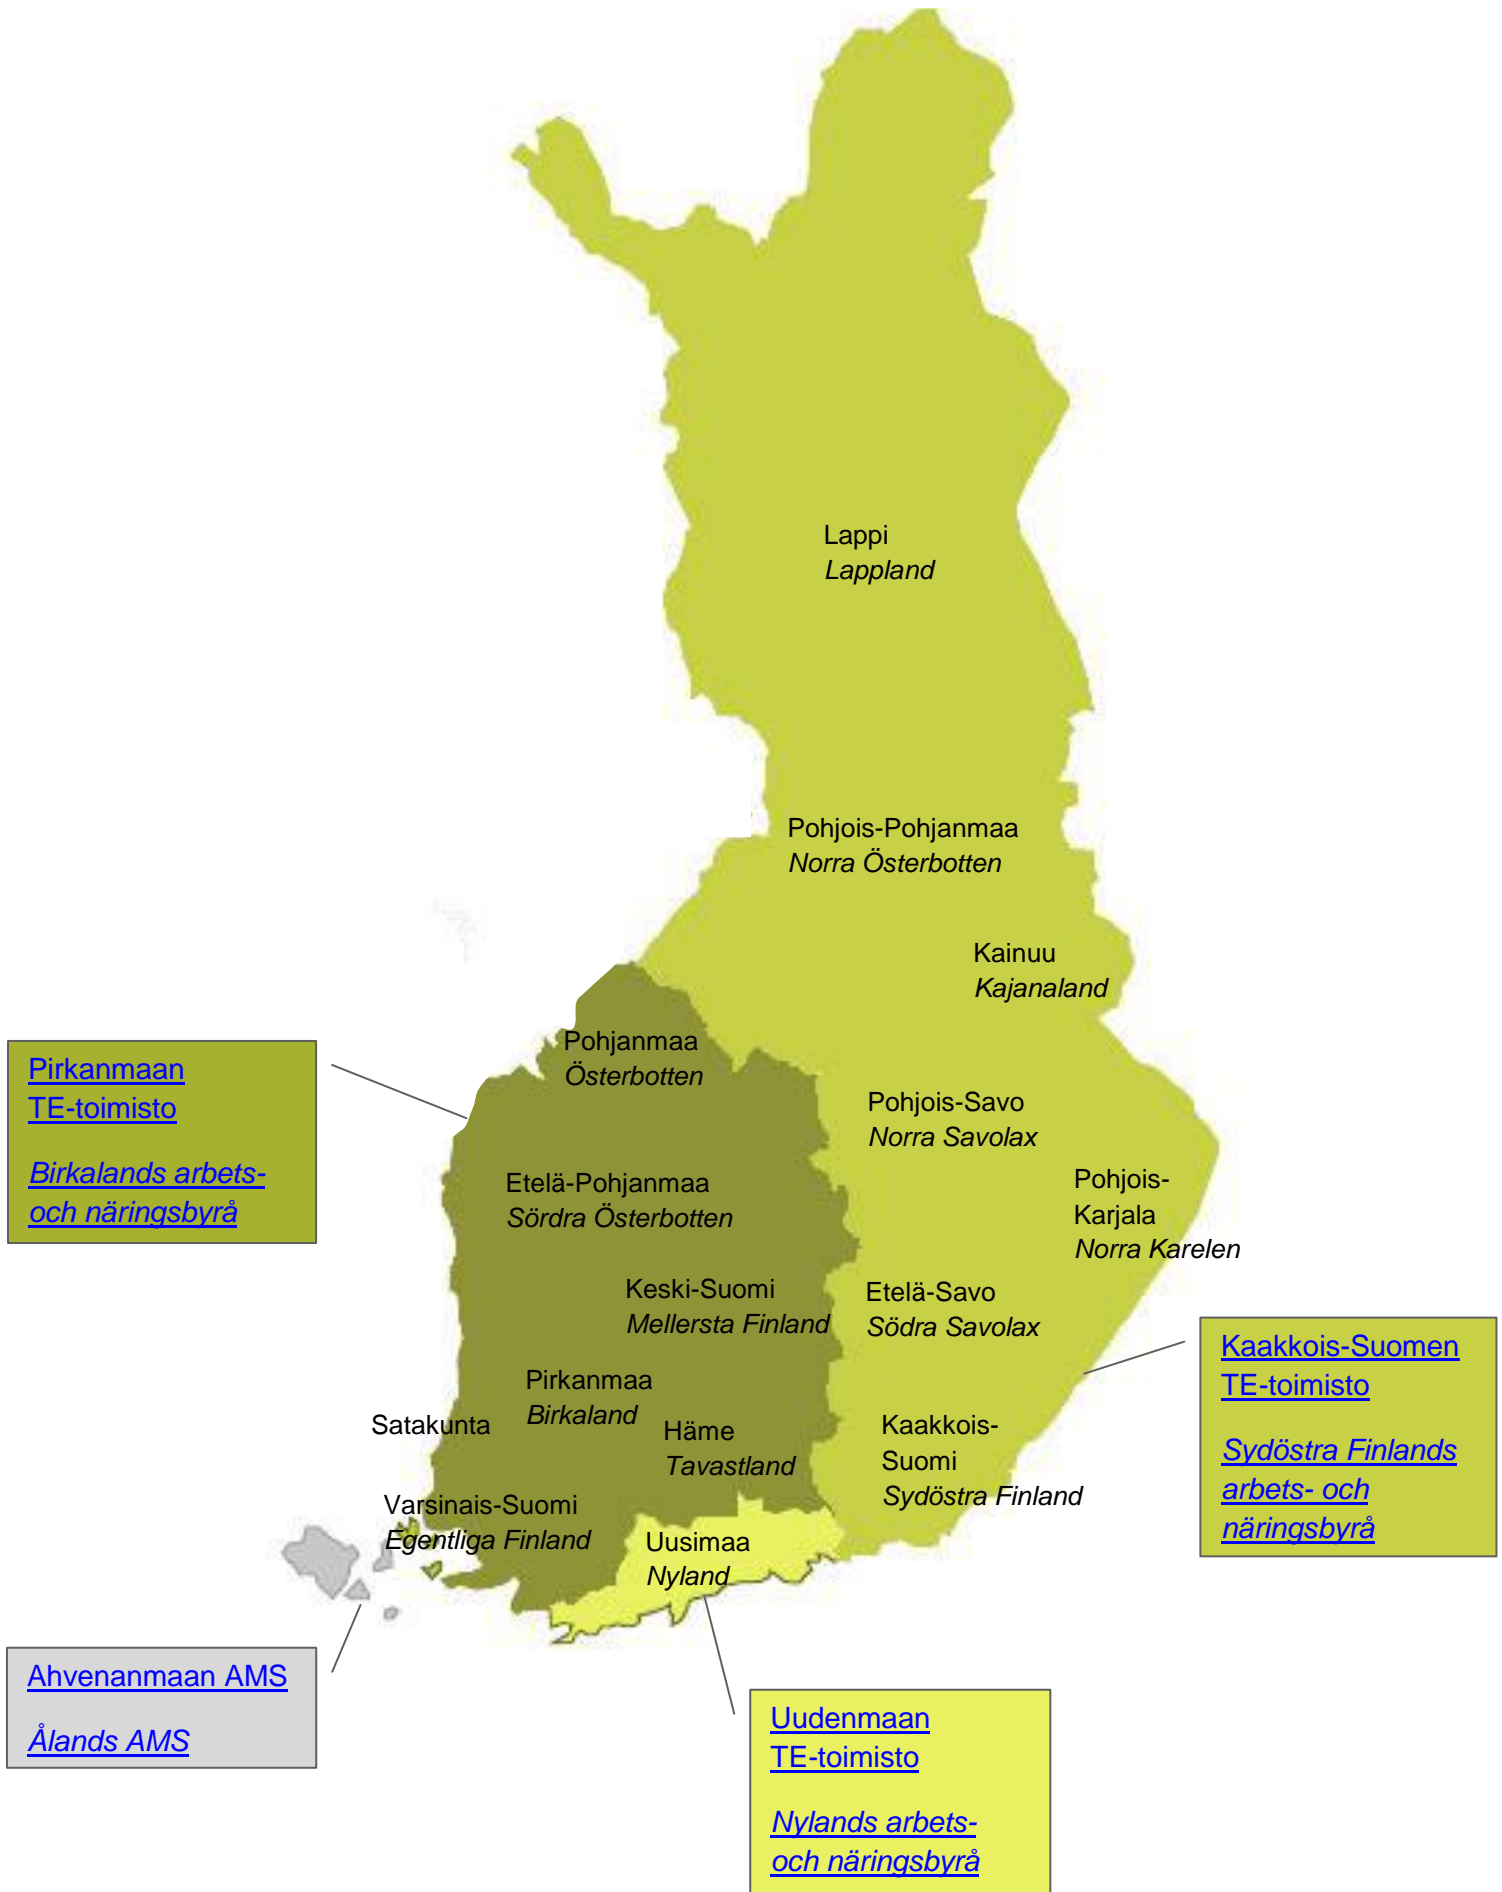 Lappi
Lappland
Pohjois-Pohjanmaa
Norra Österbotten
Kainuu
Kajanaland
Pohjanmaa
Österbotten
Pirkanmaan
TE-toimisto
Birkalands arbets-
och näringsbyrå
Pohjois-Savo
Norra Savolax
Etelä-Pohjanmaa
Sördra Österbotten
Pohjois-
Karjala
Norra Karelen
Keski-Suomi
Mellersta Finland
Etelä-Savo
Södra Savolax
Kaakkois-Suomen
TE-toimisto
Sydöstra Finlands
arbets- och
näringsbyrå
Pirkanmaa
Birkaland
Satakunta
Häme
Tavastland
Kaakkois-
Suomi
Sydöstra Finland
Varsinais-Suomi
Egentliga Finland
Uusimaa
Nyland
Ahvenanmaan AMS
Ålands AMS
Uudenmaan
TE-toimisto
Nylands arbets-
och näringsbyrå